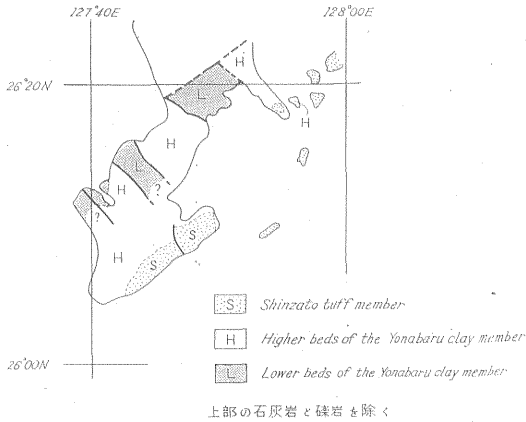 127°40E
128°00E
H
26°20N
L
H
H
L
H
?
?
S
H
S
26°00N
S Shinzato tuff member
H Higher beds of the Yonabaru clay member
L Lower beds of the Yonabaru clay member
上部の石灰岩と礫岩を除く